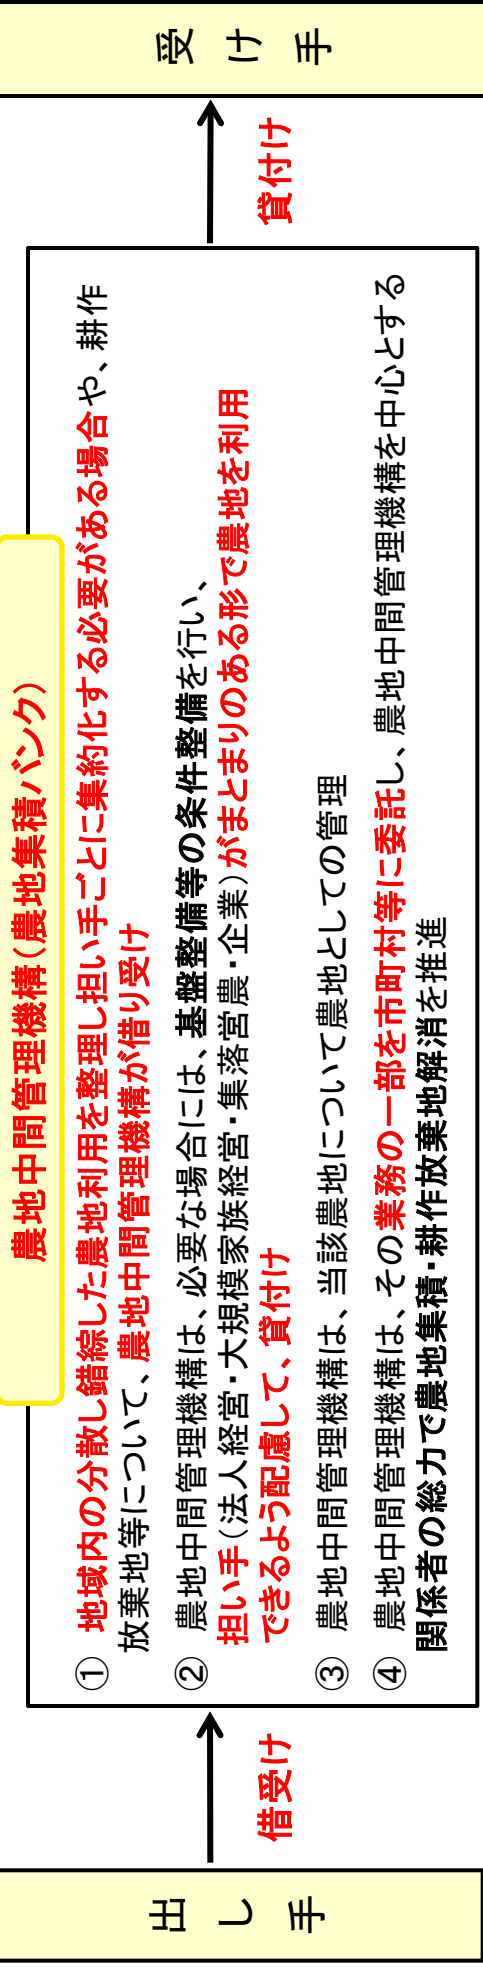 農地中間管理機構(農地集積バンク)
出し手
借受け
① 地域内の分散し錯綜した農地利用を整理し担い手ごとに集約化する必要がある場合や、耕作
放棄地等について、農地中間管理機構が借り受け
② 農地中間管理機構は、必要な場合には、基盤整備等の条件整備を行い、
担い手(法人経営・大規模家族経営・集落営農・企業)がまとまりのある形で農地を利用
できるよう配慮して、貸付け
③ 農地中間管理機構は、当該農地について農地としての管理
④ 農地中間管理機構は、その業務の一部を市町村等に委託し、農地中間管理機構を中心とする
関係者の総力で農地集積・耕作放棄地解消を推進
貸付け
受け手